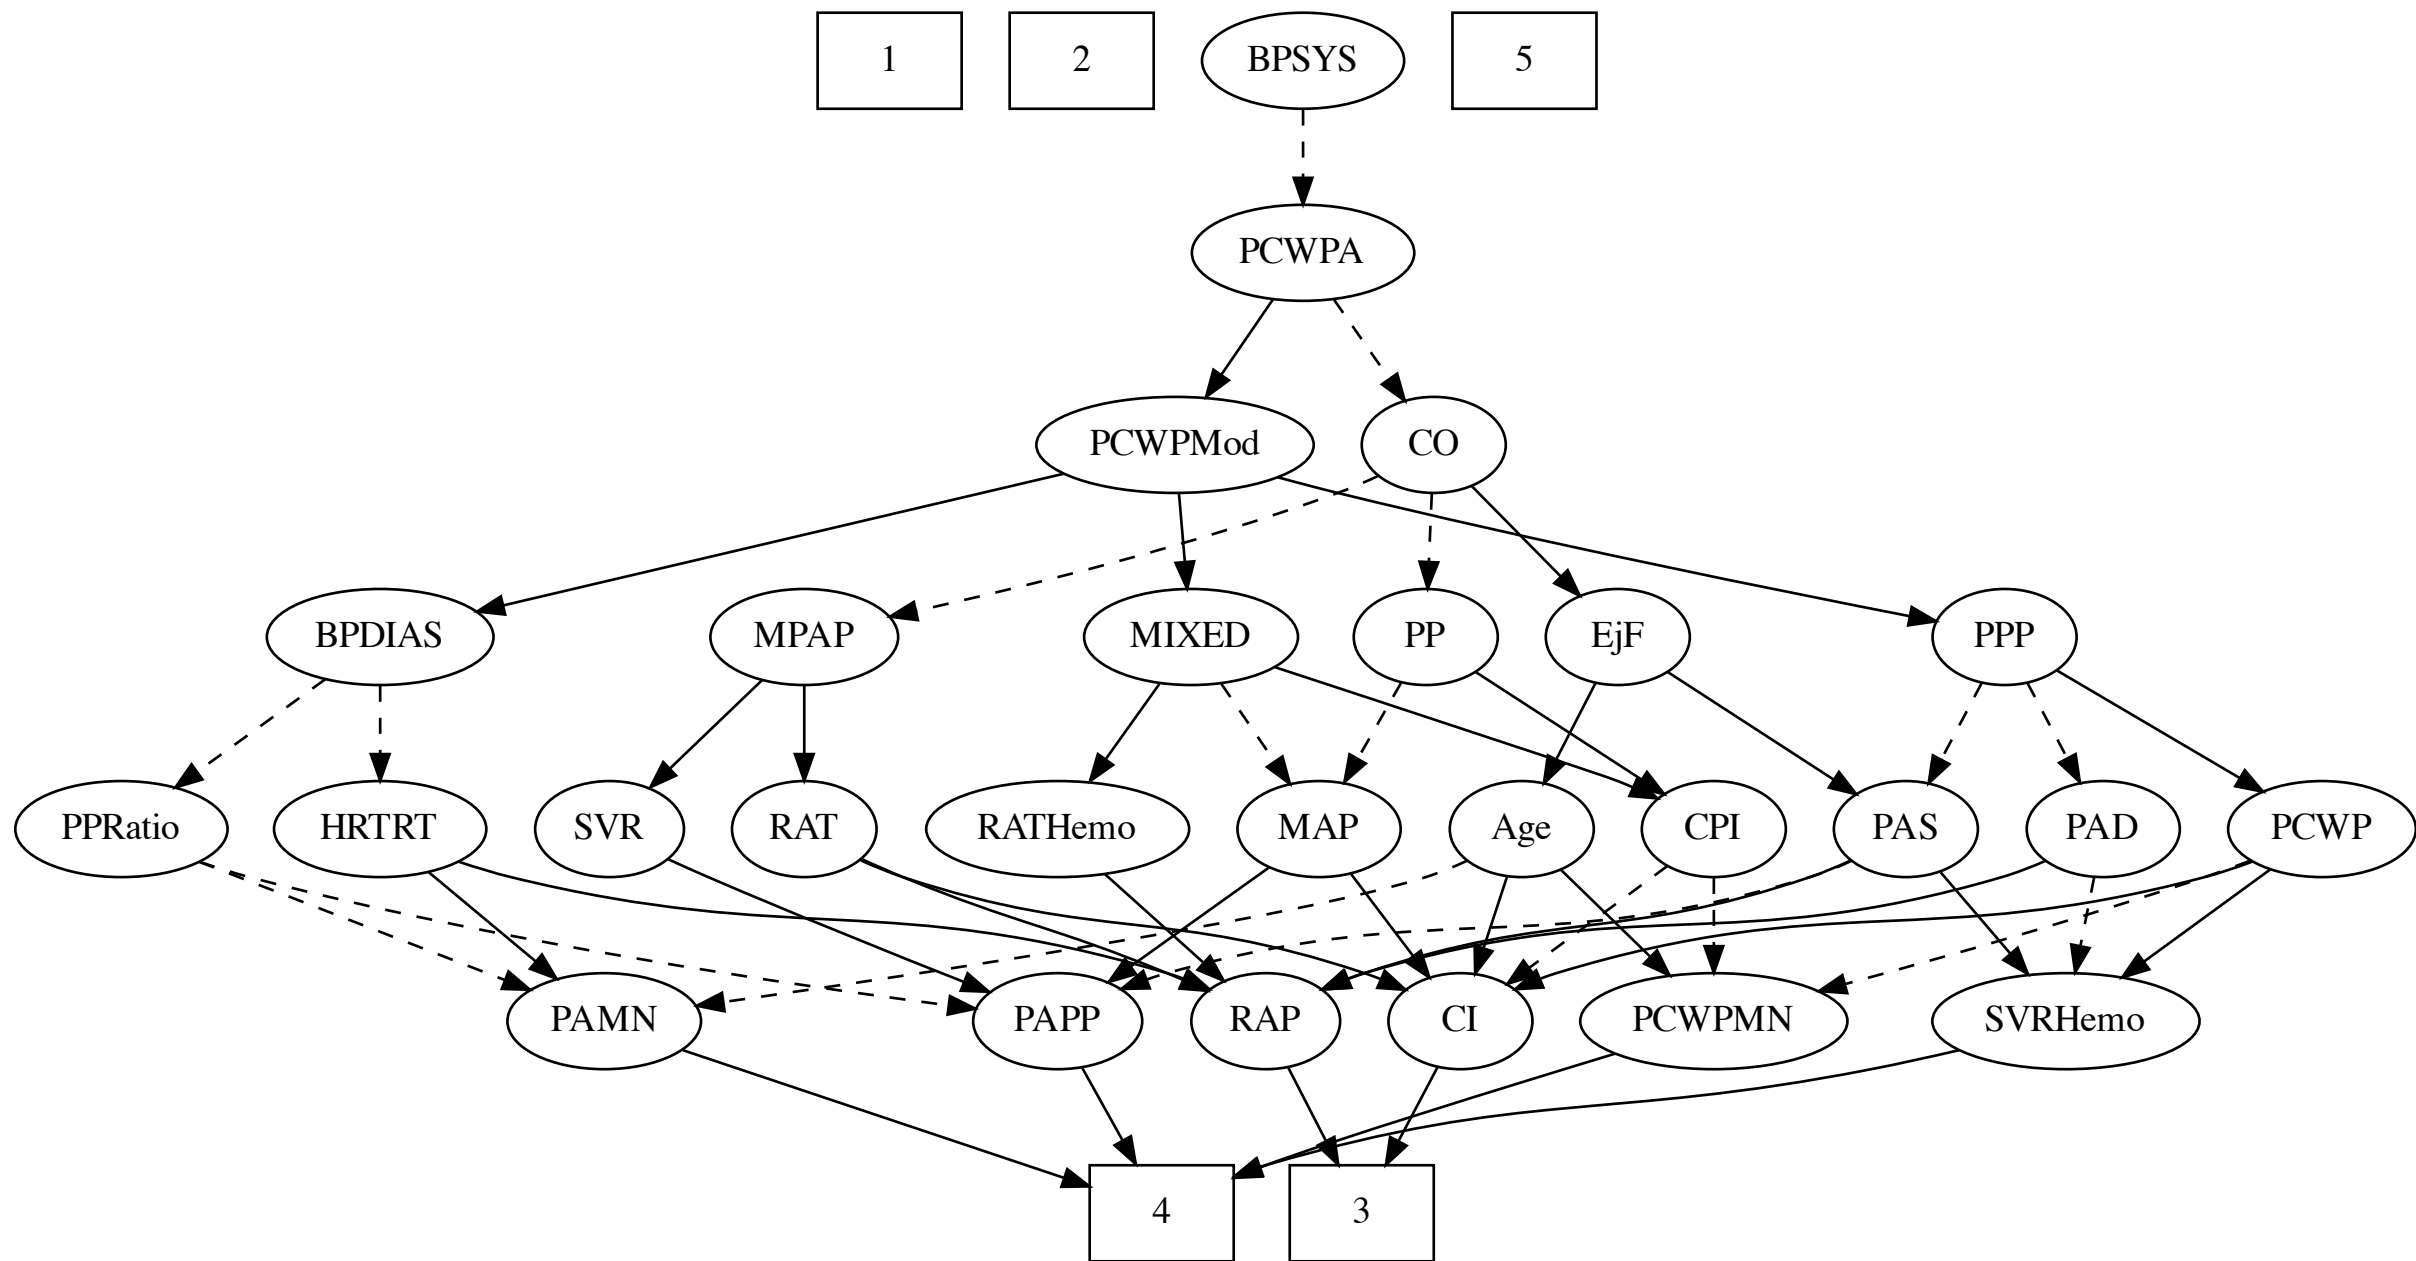 1
2
BPSYS
5
PCWPA
PCWPMod
CO
BPDIAS
MPAP
MIXED
PP
EjF
PPP
PPRatio
HRTRT
SVR
RAT
RATHemo
MAP
Age
CPI
PAS
PAD
PCWP
PAMN
PAPP
RAP
CI
PCWPMN
SVRHemo
4
3